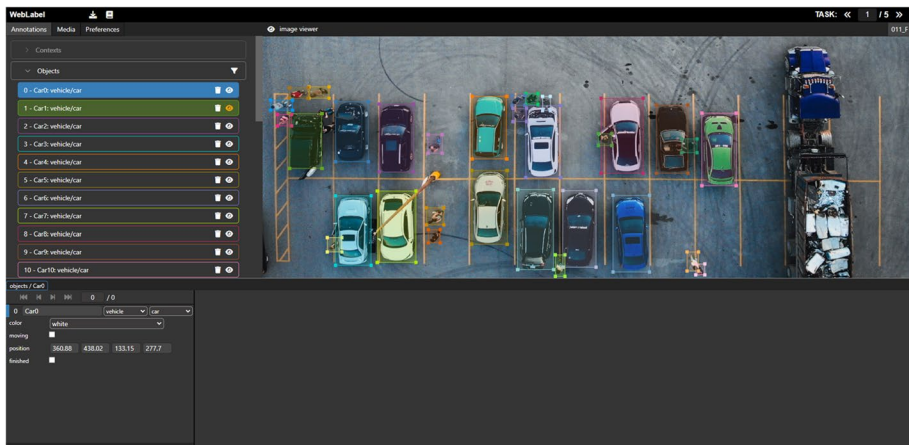 WebLabel
TASK: « 1 / 5 »
Annotations Media Preferences
image viewer
011_F
Contexts
Objects
0 - Car0: vehicle/car
1 - Car1: vehicle/car
2 - Car2: vehicle/car
3 - Car3: vehicle/car
4 - Car4: vehicle/car
5 - Car5: vehicle/car
6 - Car6: vehicle/car
7 - Car7: vehicle/car
8 - Car8: vehicle/car
9 - Car9: vehicle/car
10 - Car10: vehicle/car
objects / Car0
0 / 0
0 Car0 vehicle car
color white
moving
position 360.88 438.02 133.15 277.7
finished